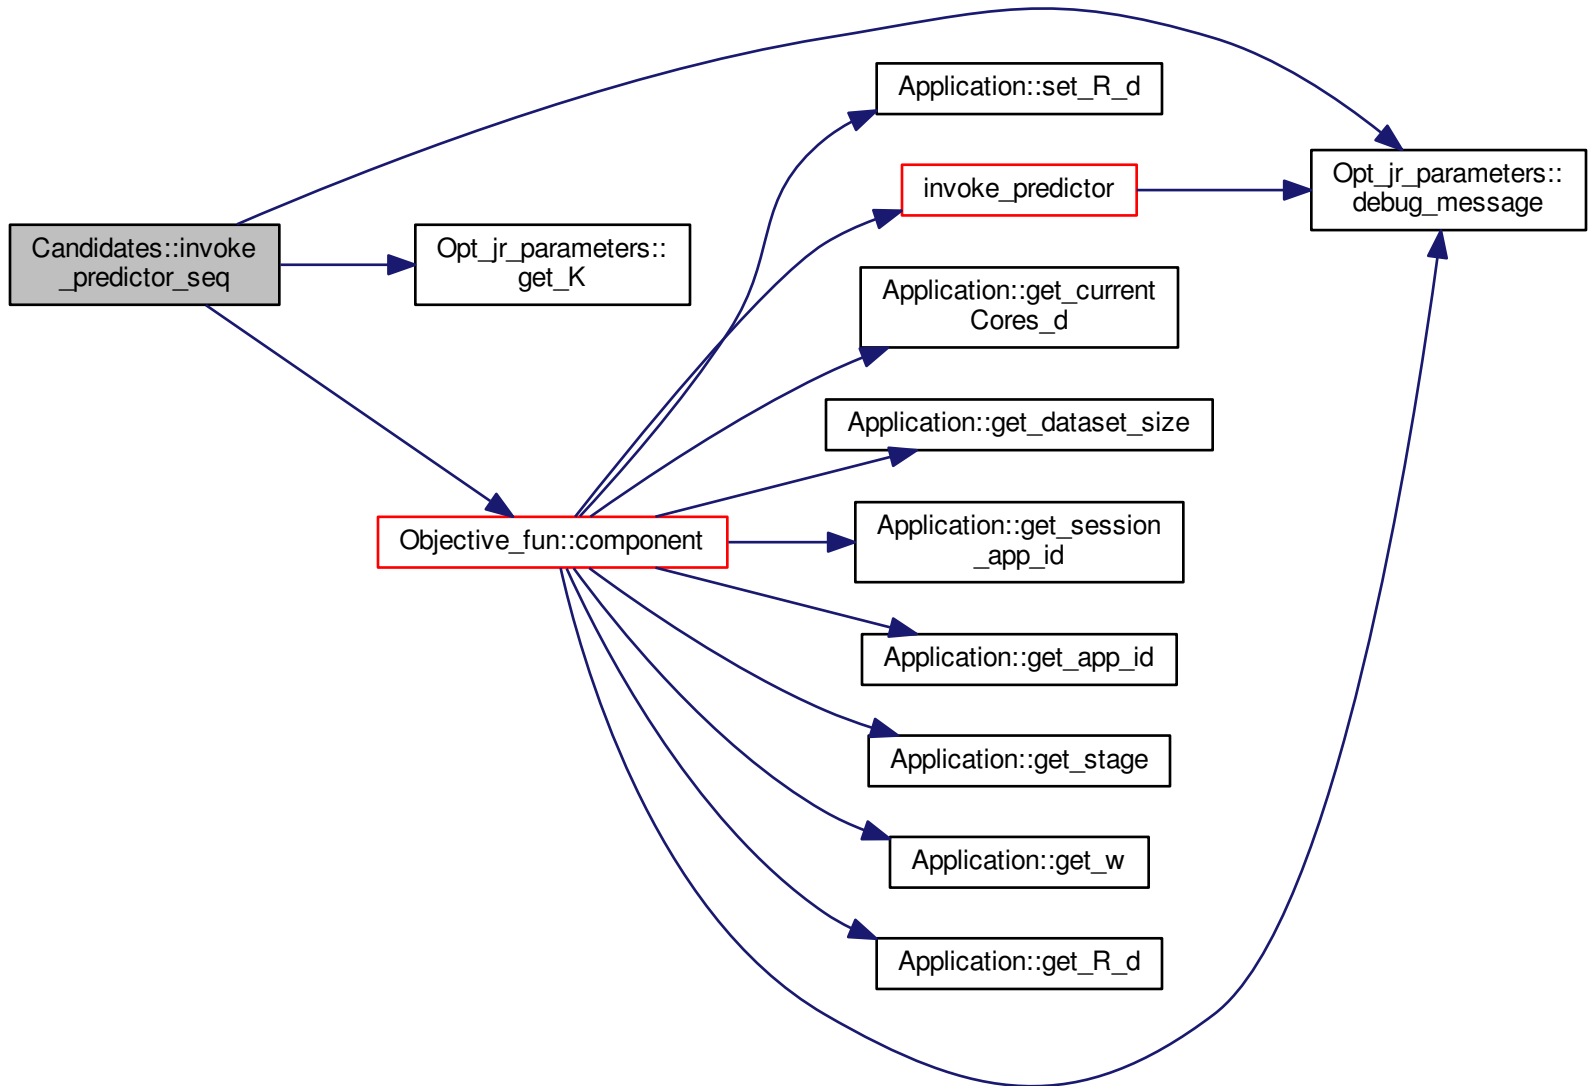 Candidates::invoke
_predictor_seq
Opt_jr_parameters::
get_K
Objective_fun::component
Application::set_R_d
invoke_predictor
Application::get_current
Cores_d
Application::get_dataset_size
Application::get_session
_app_id
Application::get_app_id
Application::get_stage
Application::get_w
Application::get_R_d
Opt_jr_parameters::
debug_message